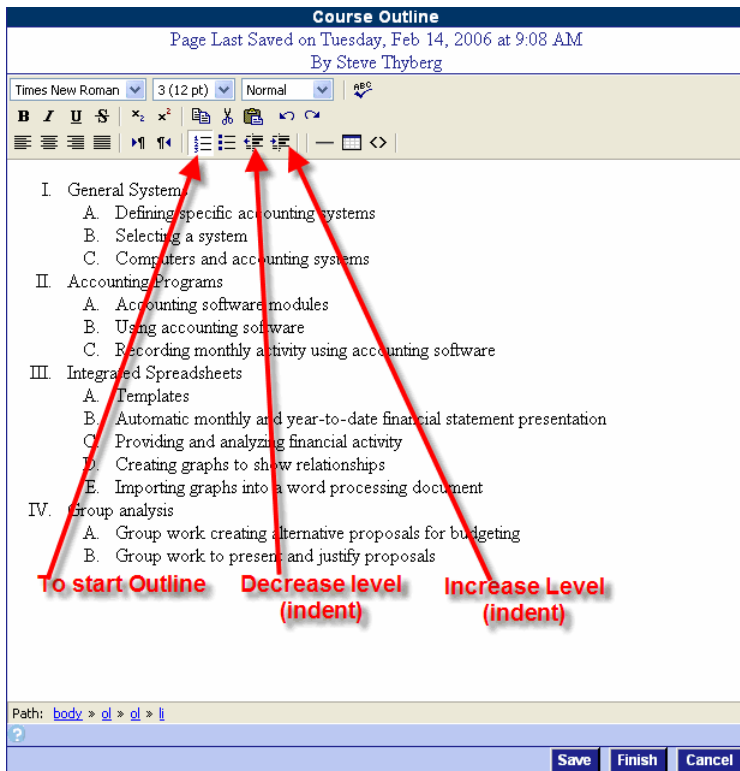 Course Outline
Page Last Saved on Tuesday, Feb 14, 2006 at 9:08 AM
By Steve Thyberg
Times New Roman 3 (12 pt) Normal ABC
B I U S x₂ x²
I. General Systems
A. Defining specific accounting systems
B. Selecting a system
C. Computers and accounting systems
II. Accounting Programs
A. Accounting software modules
B. Using accounting software
C. Recording monthly activity using accounting software
III. Integrated Spreadsheets
A. Templates
B. Automatic monthly and year-to-date financial statement presentation
C. Providing and analyzing financial activity
D. Creating graphs to show relationships
E. Importing graphs into a word processing document
IV. Group analysis
A. Group work creating alternative proposals for budgeting
B. Group work to present and justify proposals
To start Outline Decrease level (indent) Increase Level (indent)
Path: body » ol » ol » li
?
Save Finish Cancel